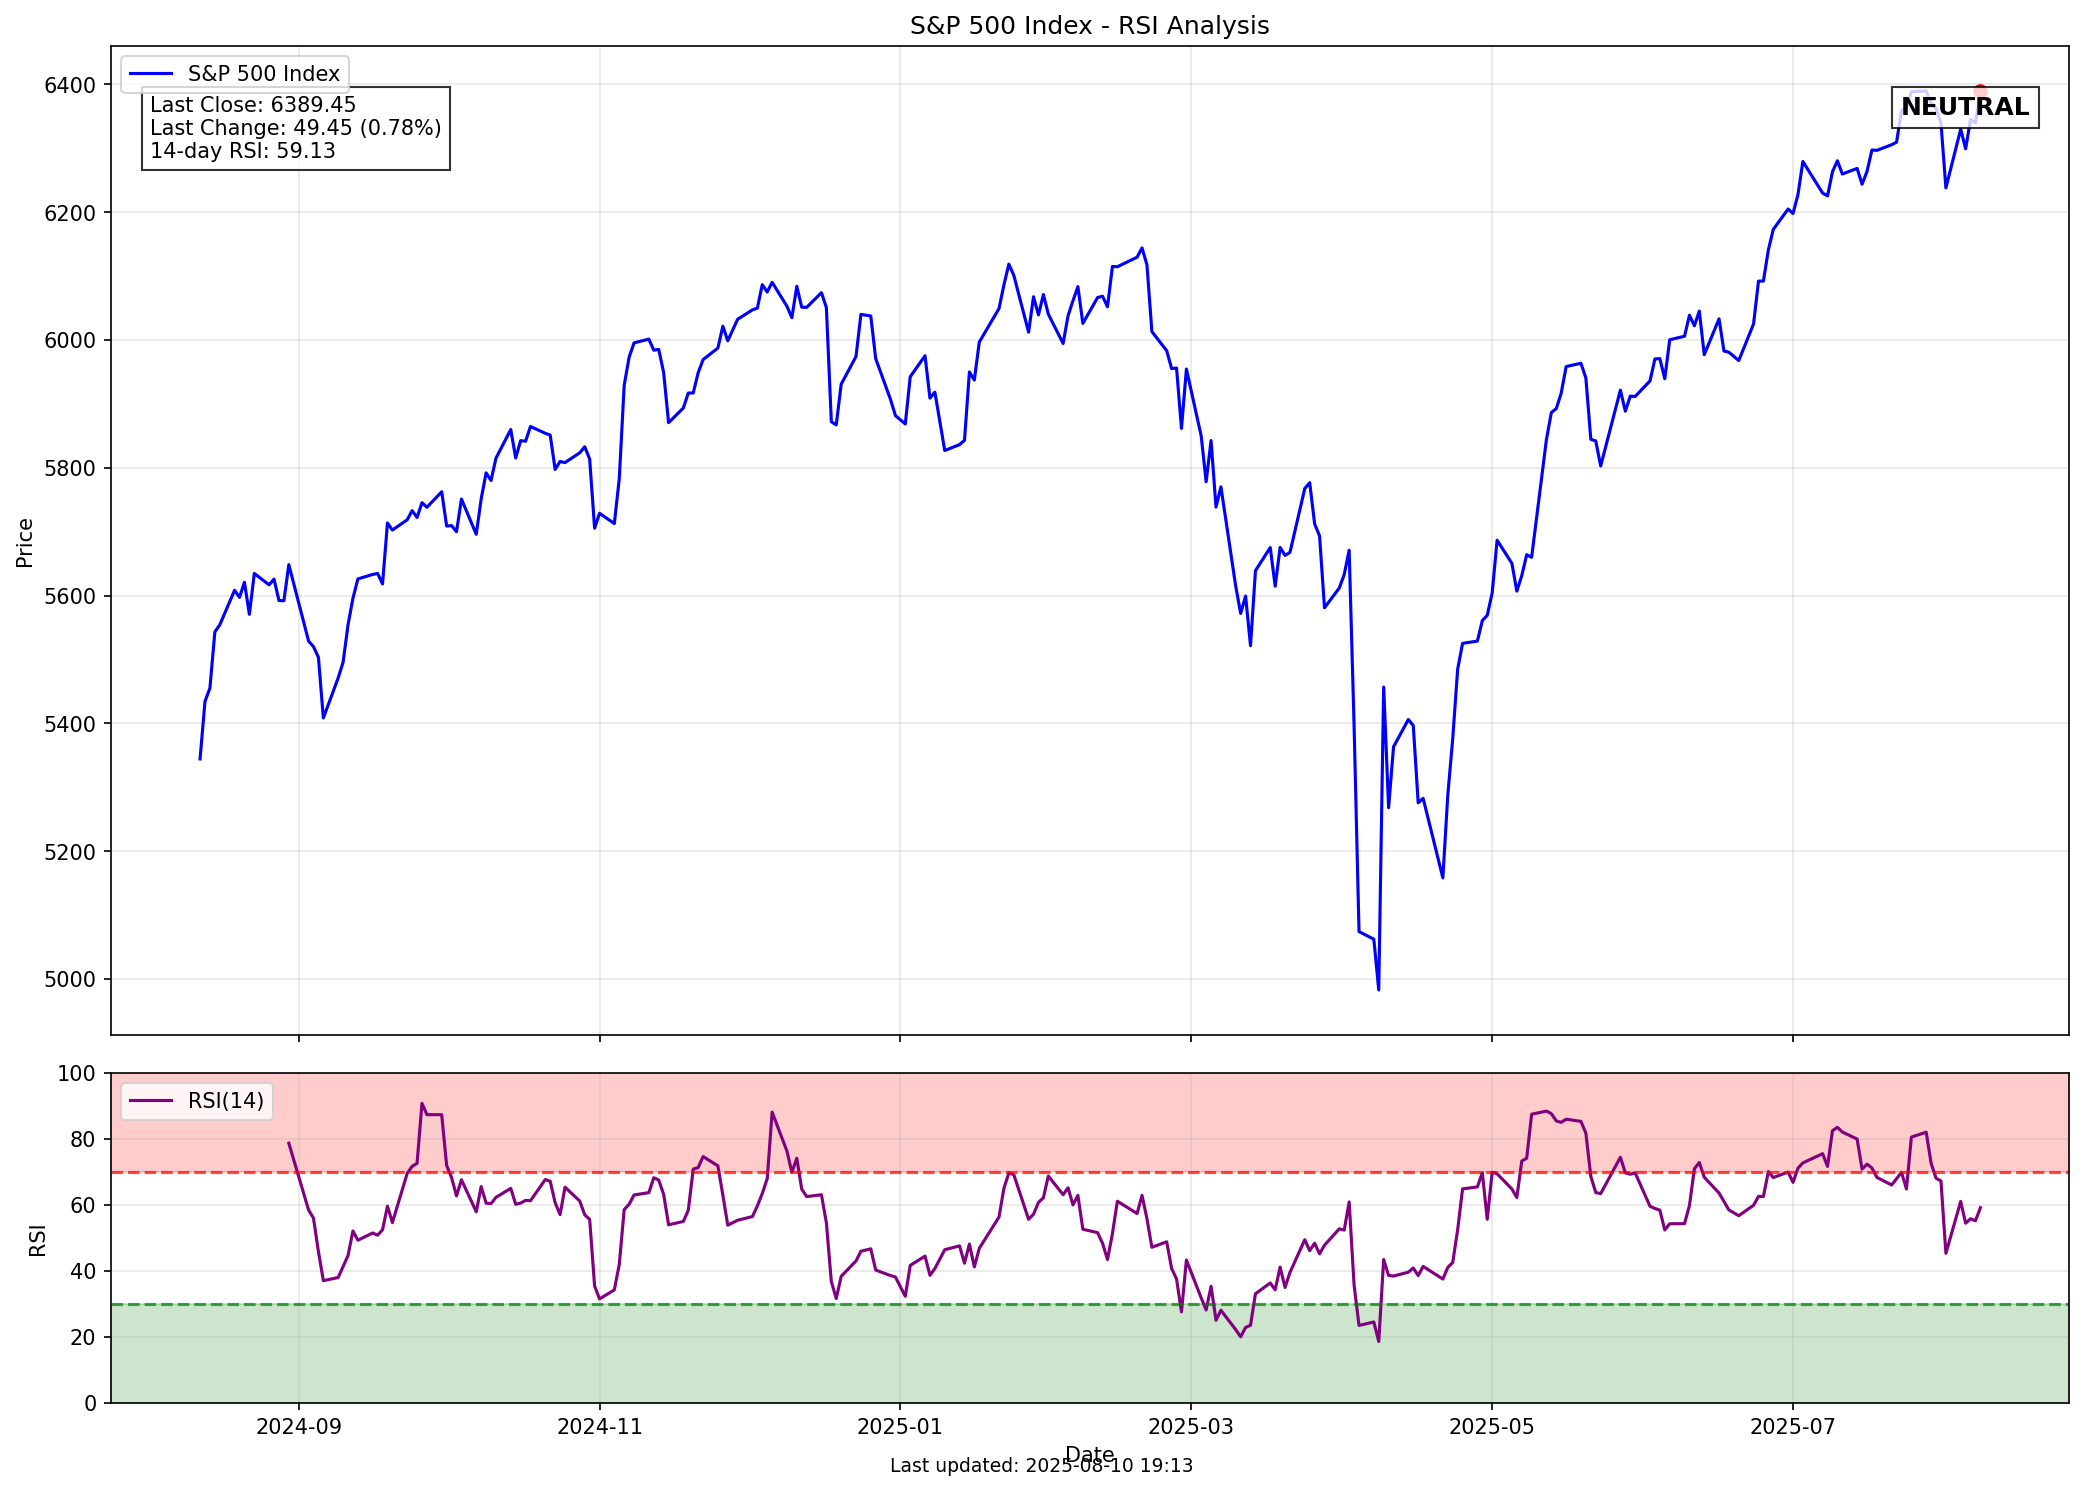 S&P 500 Index - RSI Analysis
S&P 500 Index
Last Close: 6389.45
Last Change: 49.45 (0.78%)
14-day RSI: 59.13
NEUTRAL
Price
6400
6200
6000
5800
5600
5400
5200
5000
RSI(14)
RSI
100
80
60
40
20
0
2024-09
2024-11
2025-01
2025-03
2025-05
2025-07
Date
Last updated: 2025-08-10 19:13